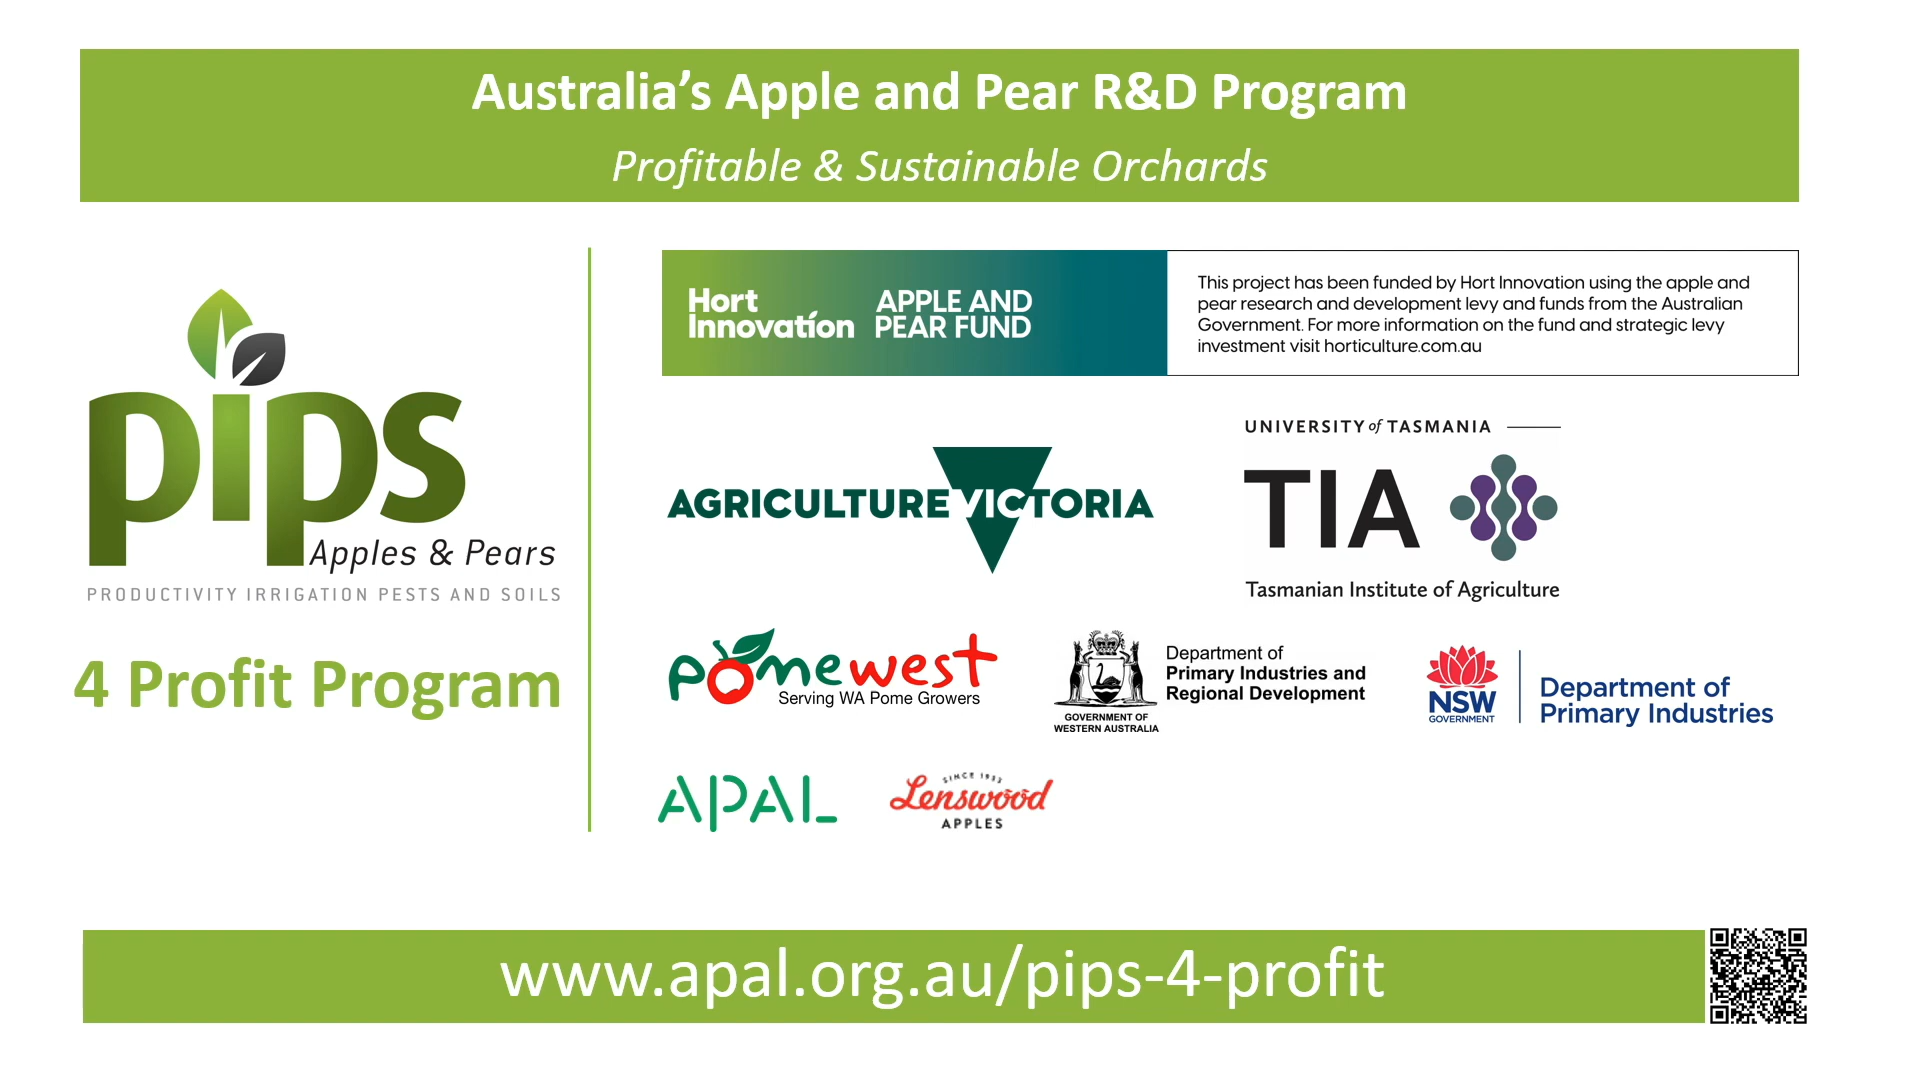 Australia’s Apple and Pear R&D Program
Profitable & Sustainable Orchards
pips
Apples & Pears
PRODUCTIVITY IRRIGATION PESTS AND SOILS
4 Profit Program
Hort
Innovation
APPLE AND
PEAR FUND
This project has been funded by Hort Innovation using the apple and
pear research and development levy and funds from the Australian
Government. For more information on the fund and strategic levy
investment visit horticulture.com.au
AGRICULTURE VICTORIA
UNIVERSITY of TASMANIA
TIA
Tasmanian Institute of Agriculture
Pomewest
Serving WA Pome Growers
GOVERNMENT OF
WESTERN AUSTRALIA
Department of
Primary Industries and
Regional Development
NSW
GOVERNMENT
Department of
Primary Industries
APAL
SINCE 1953
Lenswood
APPLES
www.apal.org.au/pips-4-profit